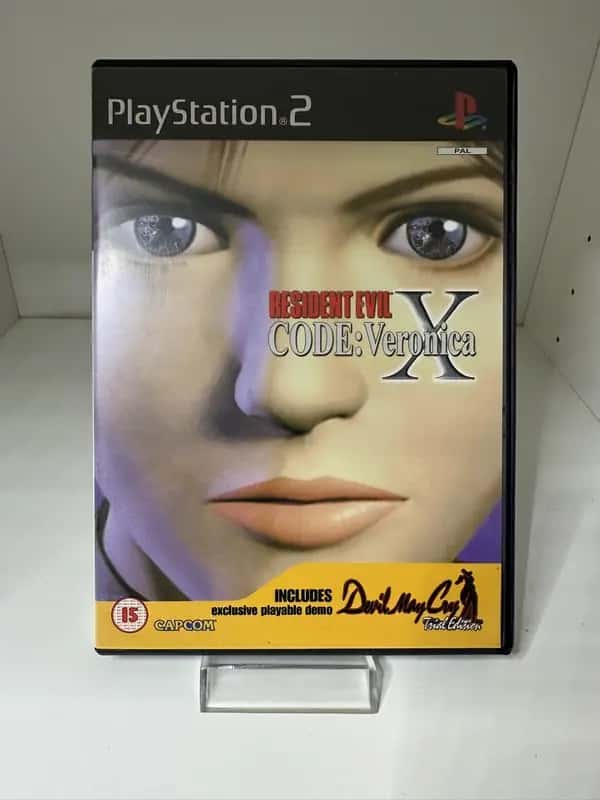 PlayStation®2
PAL
RESIDENT EVIL
CODE:Veronica X
INCLUDES
exclusive playable demo
Devil May Cry
Trial Edition
15
CAPCOM